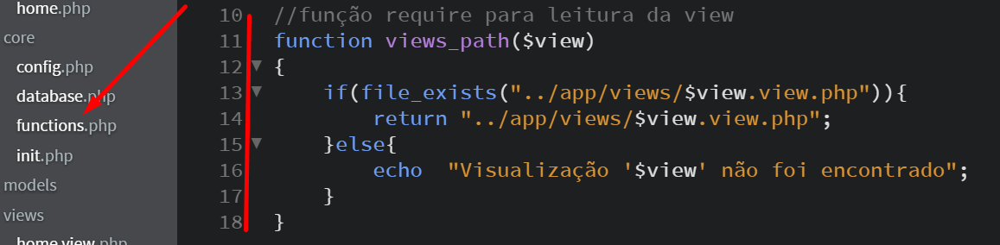 home.php
core
config.php
database.php
functions.php
init.php
models
views
home.view.php
10 //função require para leitura da view
11 function views_path($view)
12 {
13 if(file_exists("../app/views/$view.view.php")){
14 return "../app/views/$view.view.php";
15 }else{
16 echo  "Visualização '$view' não foi encontrado";
17 }
18 }